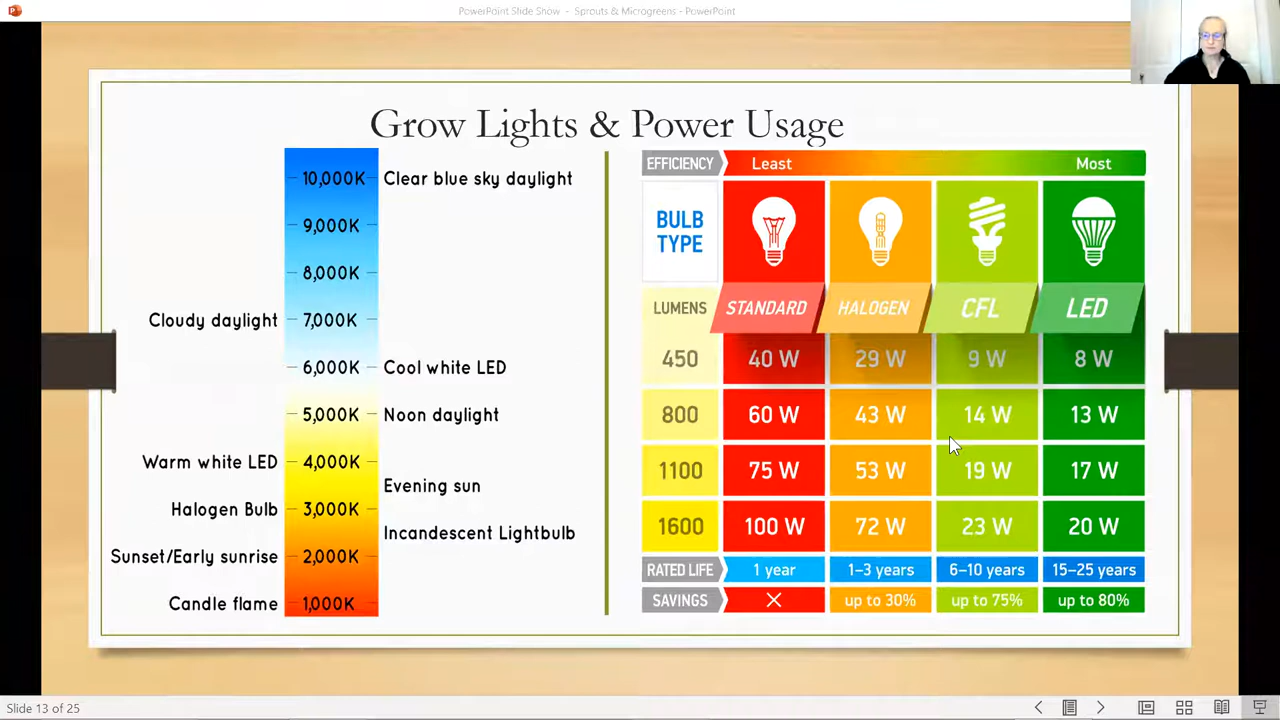 PowerPoint Slide Show - Sprouts & Microgreens - PowerPoint
Grow Lights & Power Usage
10,000K Clear blue sky daylight
9,000K
8,000K
Cloudy daylight 7,000K
6,000K Cool white LED
5,000K Noon daylight
Warm white LED 4,000K
Evening sun
Halogen Bulb 3,000K
Incandescent Lightbulb
Sunset/Early sunrise 2,000K
Candle flame 1,000K
EFFICIENCY Least Most
BULB
TYPE
LUMENS STANDARD HALOGEN CFL LED
450 40 W 29 W 9 W 8 W
800 60 W 43 W 14 W 13 W
1100 75 W 53 W 19 W 17 W
1600 100 W 72 W 23 W 20 W
RATED LIFE 1 year 1–3 years 6–10 years 15–25 years
SAVINGS up to 30% up to 75% up to 80%
Slide 13 of 25